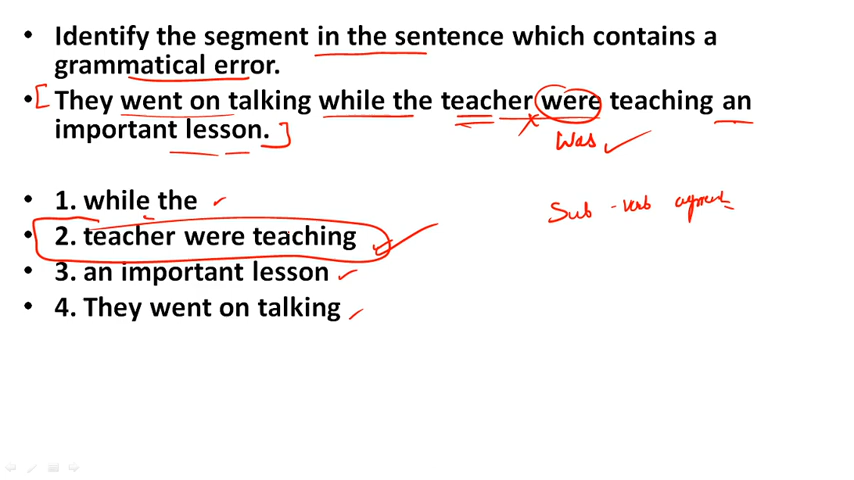 • Identify the segment in the sentence which contains a
grammatical error.
• [They went on talking while the teacher were teaching an
important lesson.]
Was
• 1. while the
Sub - verb agment
• 2. teacher were teaching
• 3. an important lesson
• 4. They went on talking